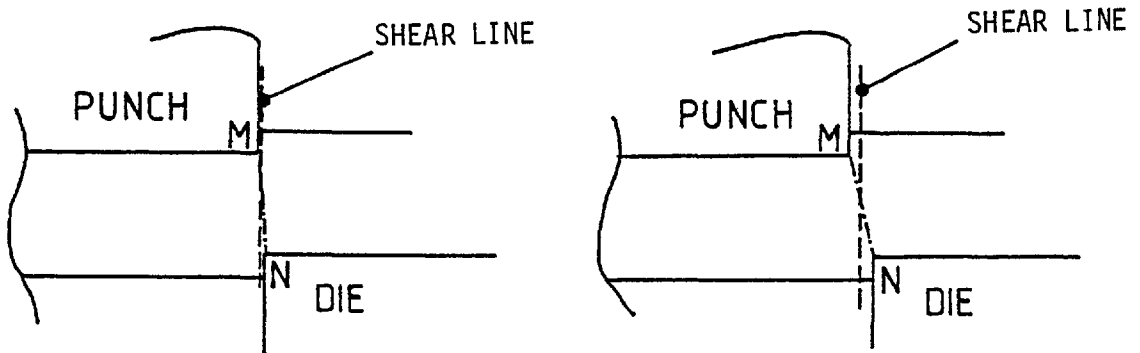 SHEAR LINE
PUNCH
M
N
DIE
SHEAR LINE
PUNCH
M
N
DIE